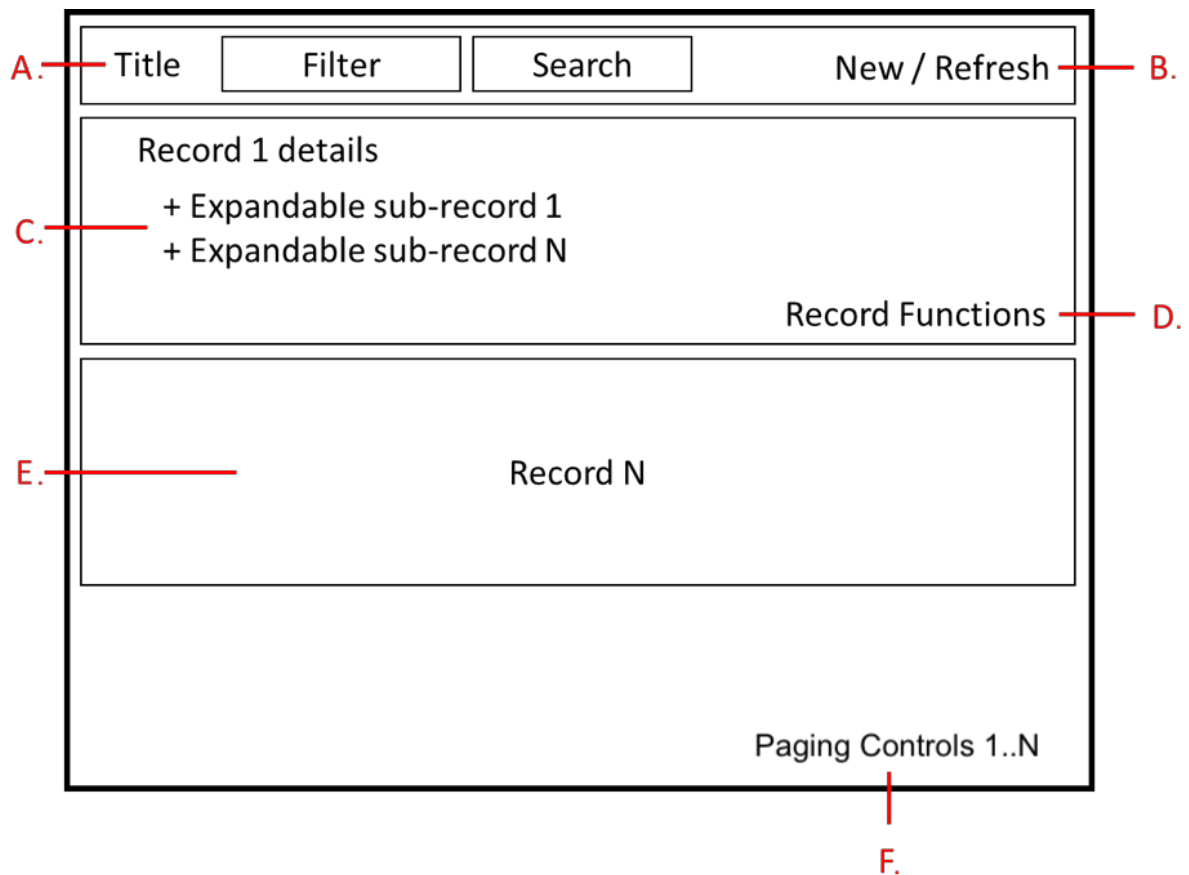 A. Title Filter Search New / Refresh B.
Record 1 details
+ Expandable sub-record 1
C.
+ Expandable sub-record N
Record Functions D.
E. Record N
Paging Controls 1..N
F.